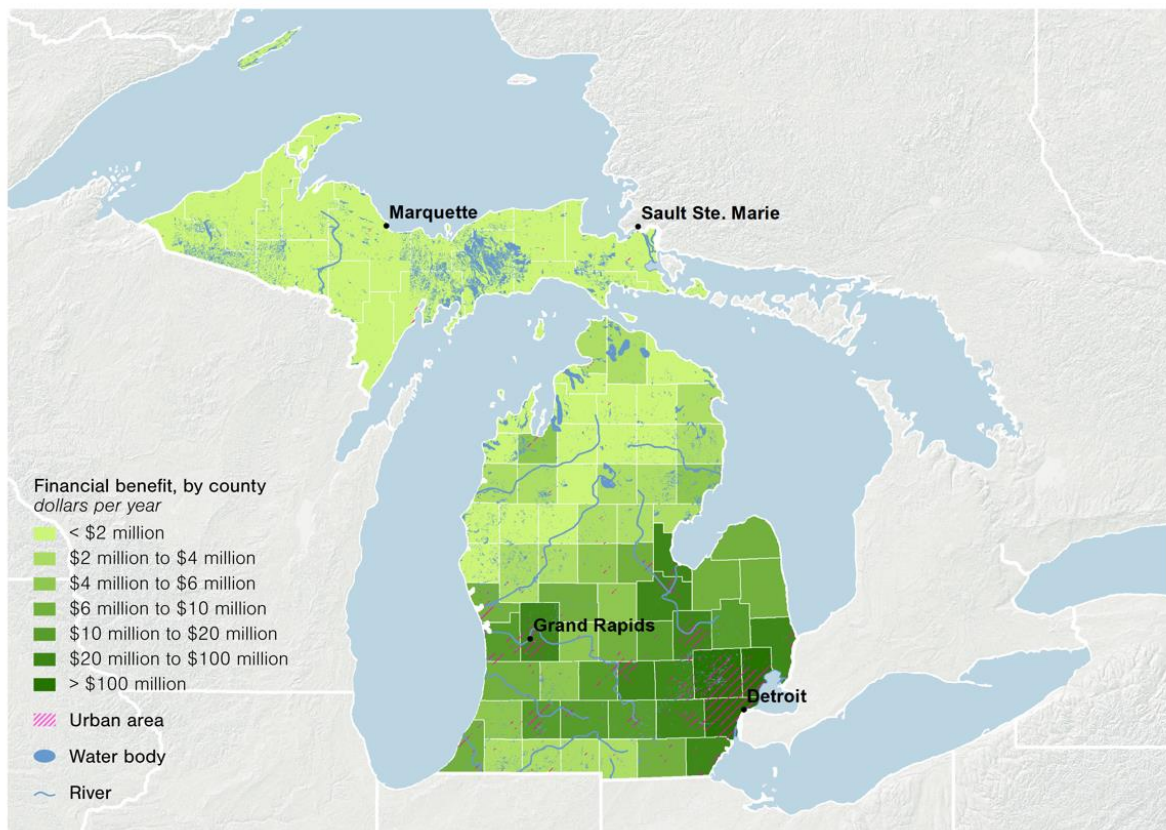 Marquette
Sault Ste. Marie
Financial benefit, by county
dollars per year
< $2 million
$2 million to $4 million
$4 million to $6 million
$6 million to $10 million
$10 million to $20 million
$20 million to $100 million
> $100 million
Urban area
Water body
River
Grand Rapids
Detroit